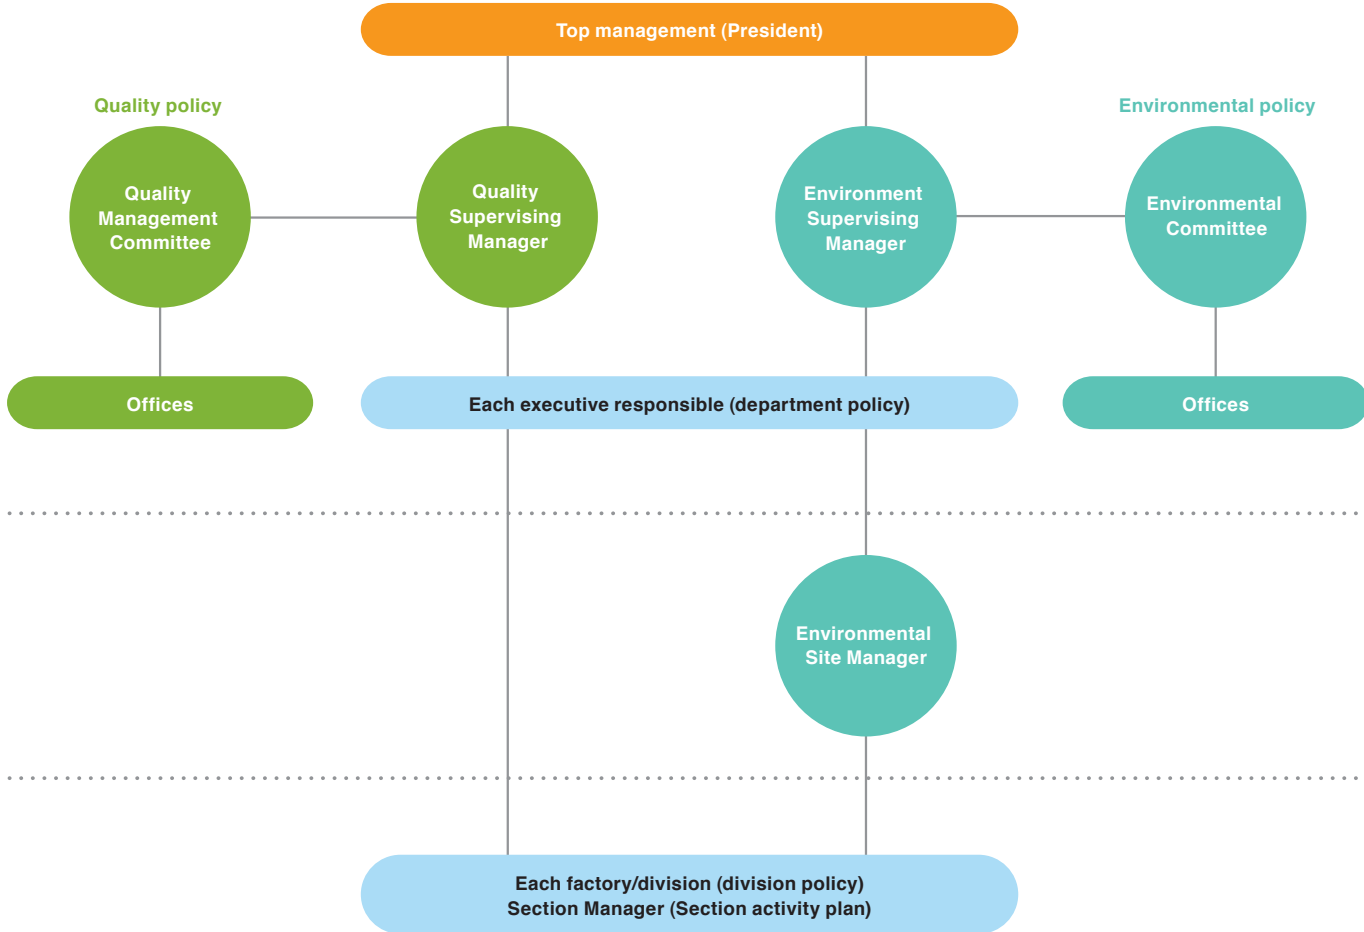 Top management (President)
Quality policy
Environmental policy
Quality
Management
Committee
Quality
Supervising
Manager
Environment
Supervising
Manager
Environmental
Committee
Offices
Each executive responsible (department policy)
Offices
Environmental
Site Manager
Each factory/division (division policy)
Section Manager (Section activity plan)